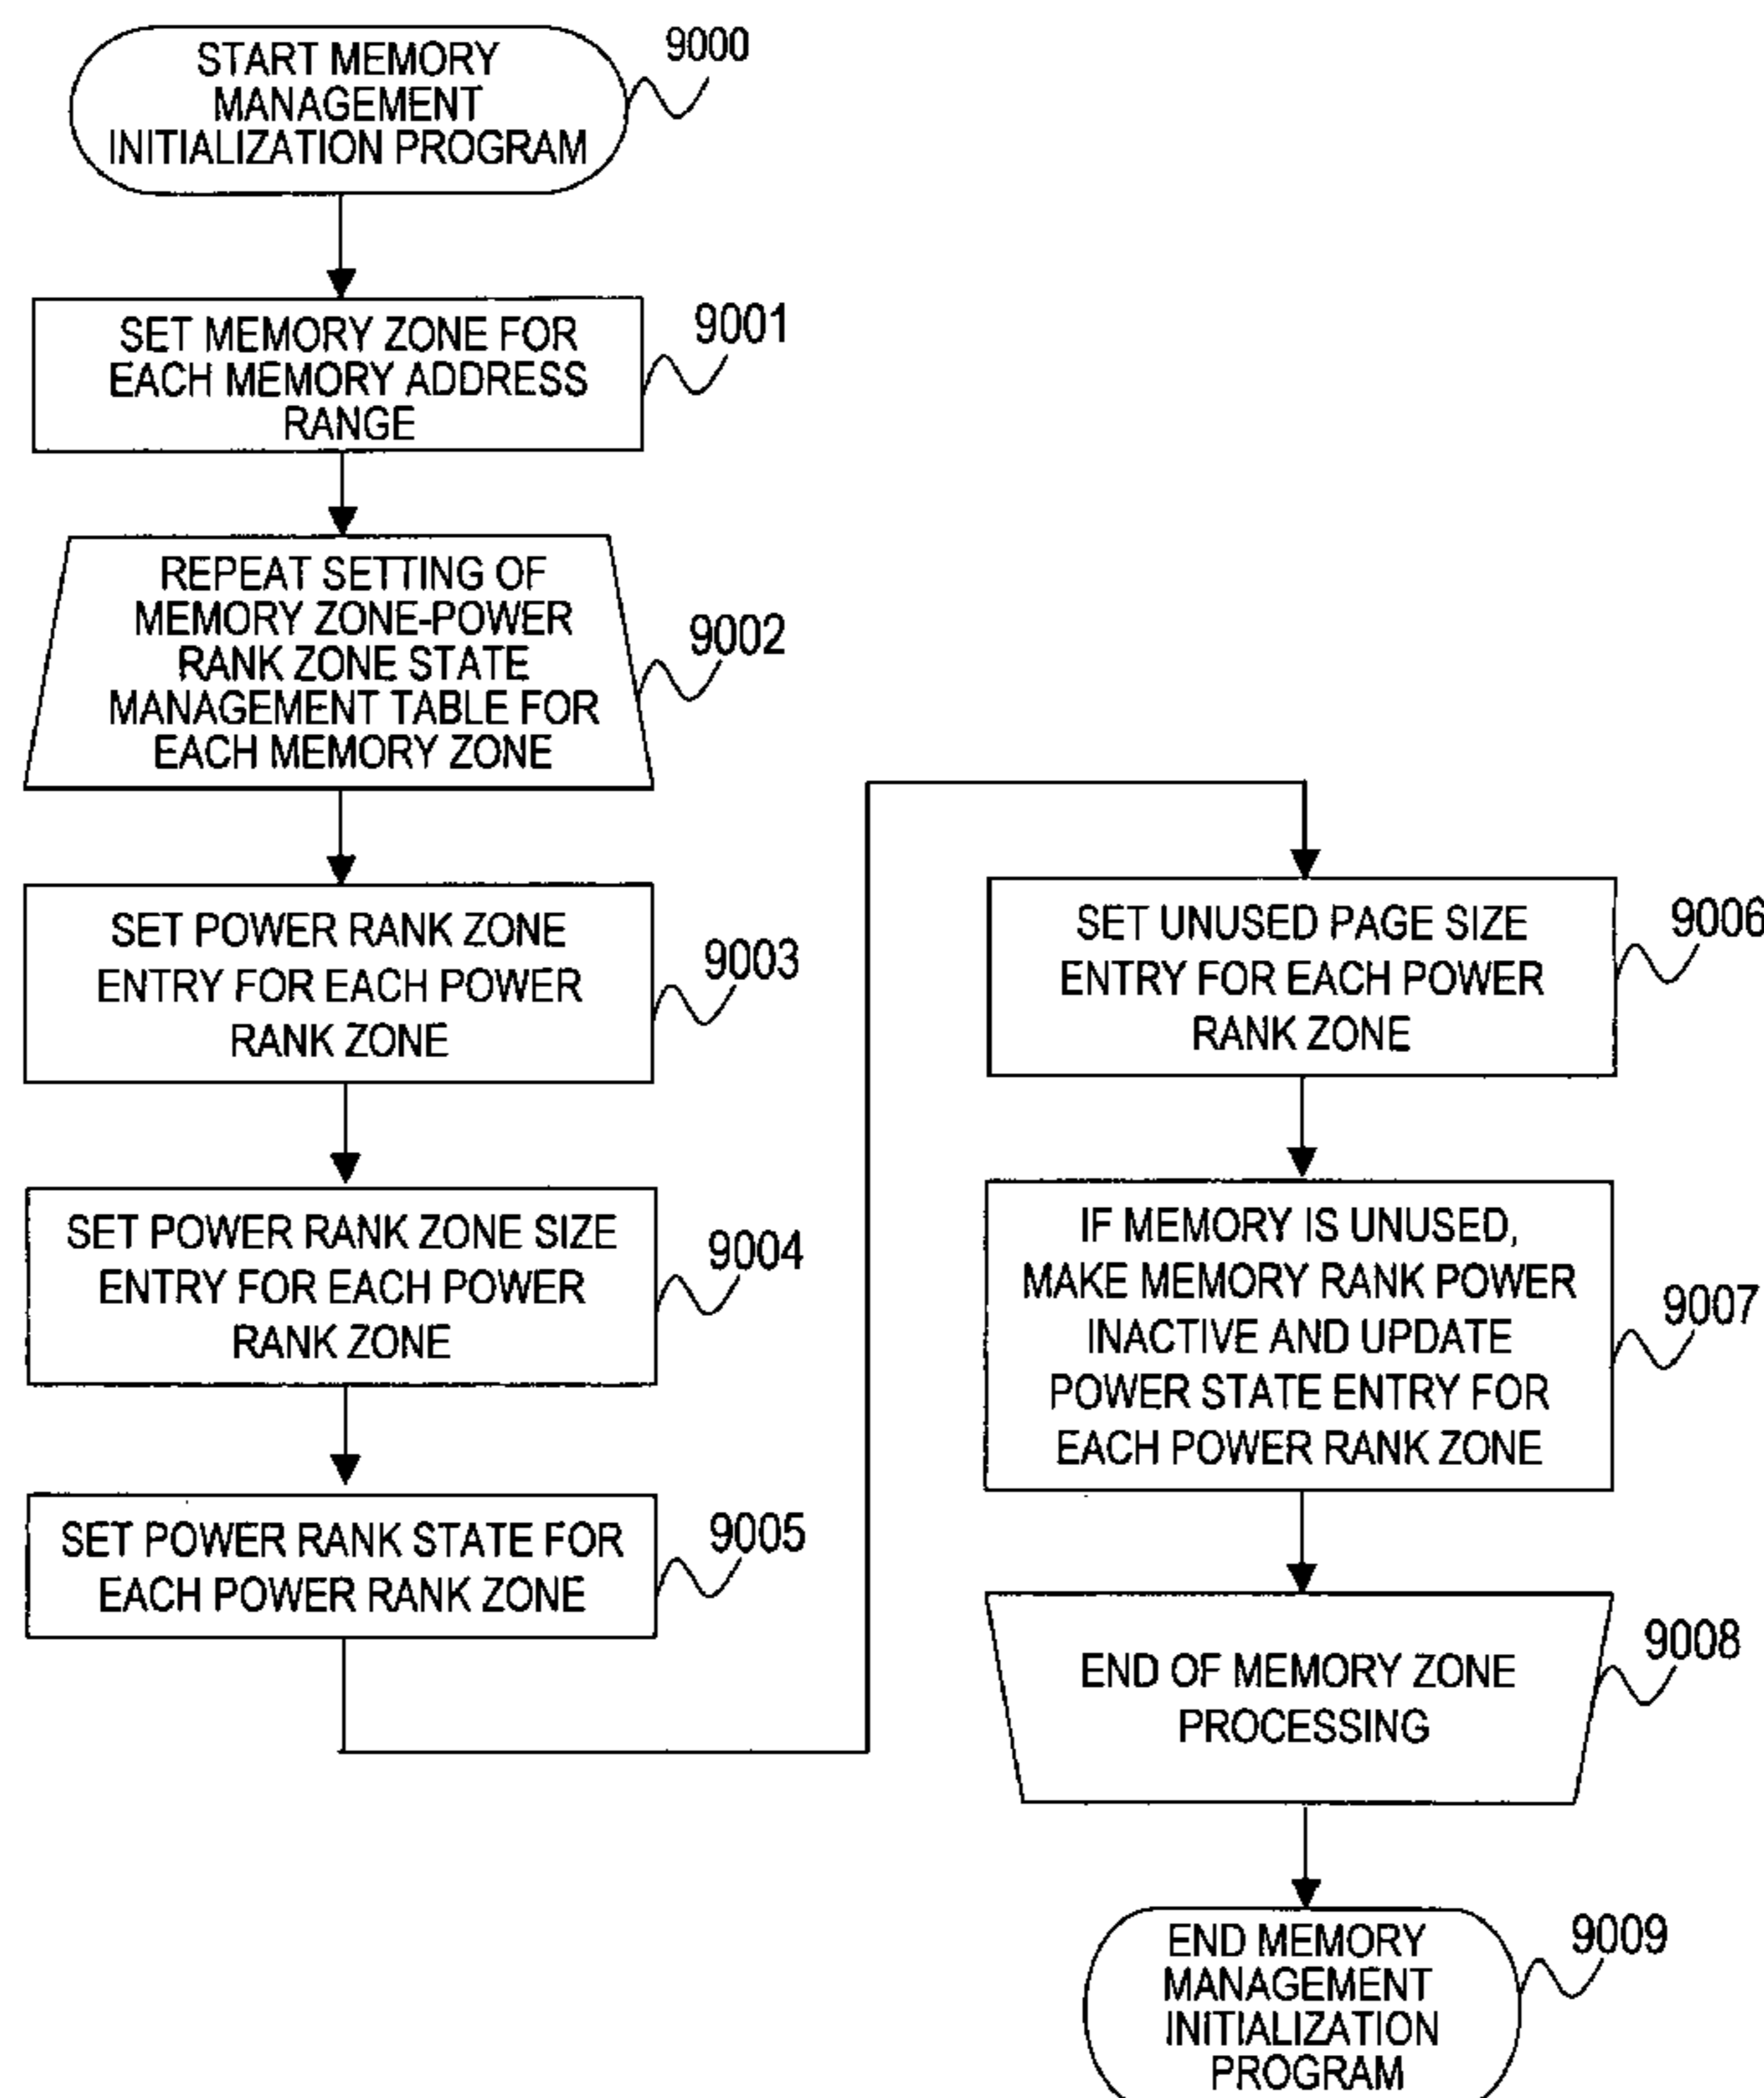 START MEMORY
MANAGEMENT
INITIALIZATION PROGRAM
9000
SET MEMORY ZONE FOR
EACH MEMORY ADDRESS
RANGE
9001
REPEAT SETTING OF
MEMORY ZONE-POWER
RANK ZONE STATE
MANAGEMENT TABLE FOR
EACH MEMORY ZONE
9002
SET POWER RANK ZONE
ENTRY FOR EACH POWER
RANK ZONE
9003
SET POWER RANK ZONE SIZE
ENTRY FOR EACH POWER
RANK ZONE
9004
SET POWER RANK STATE FOR
EACH POWER RANK ZONE
9005
SET UNUSED PAGE SIZE
ENTRY FOR EACH POWER
RANK ZONE
9006
IF MEMORY IS UNUSED,
MAKE MEMORY RANK POWER
INACTIVE AND UPDATE
POWER STATE ENTRY FOR
EACH POWER RANK ZONE
9007
END OF MEMORY ZONE
PROCESSING
9008
END MEMORY
MANAGEMENT
INITIALIZATION
PROGRAM
9009